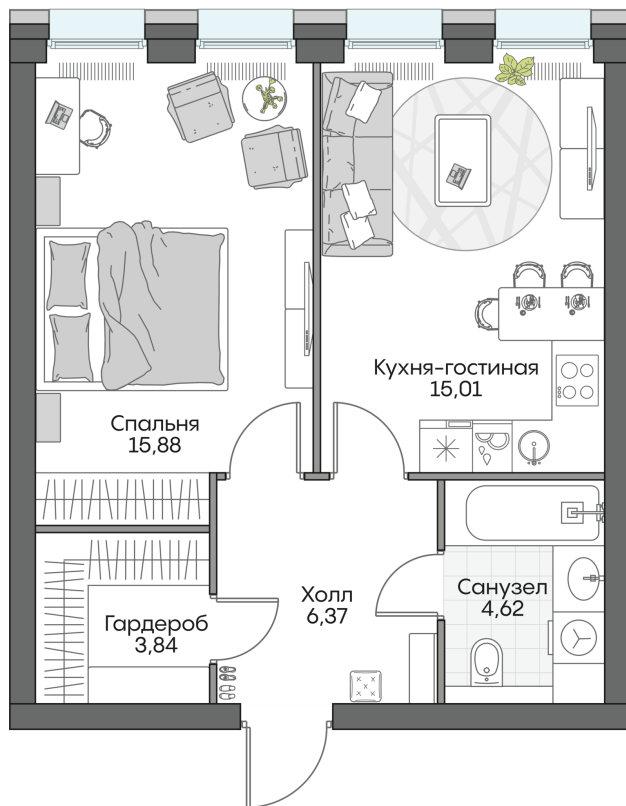 Кухня-гостиная
15,01
Спальня
15,88
Холл
6,37
Санузел
4,62
Гардероб
3,84